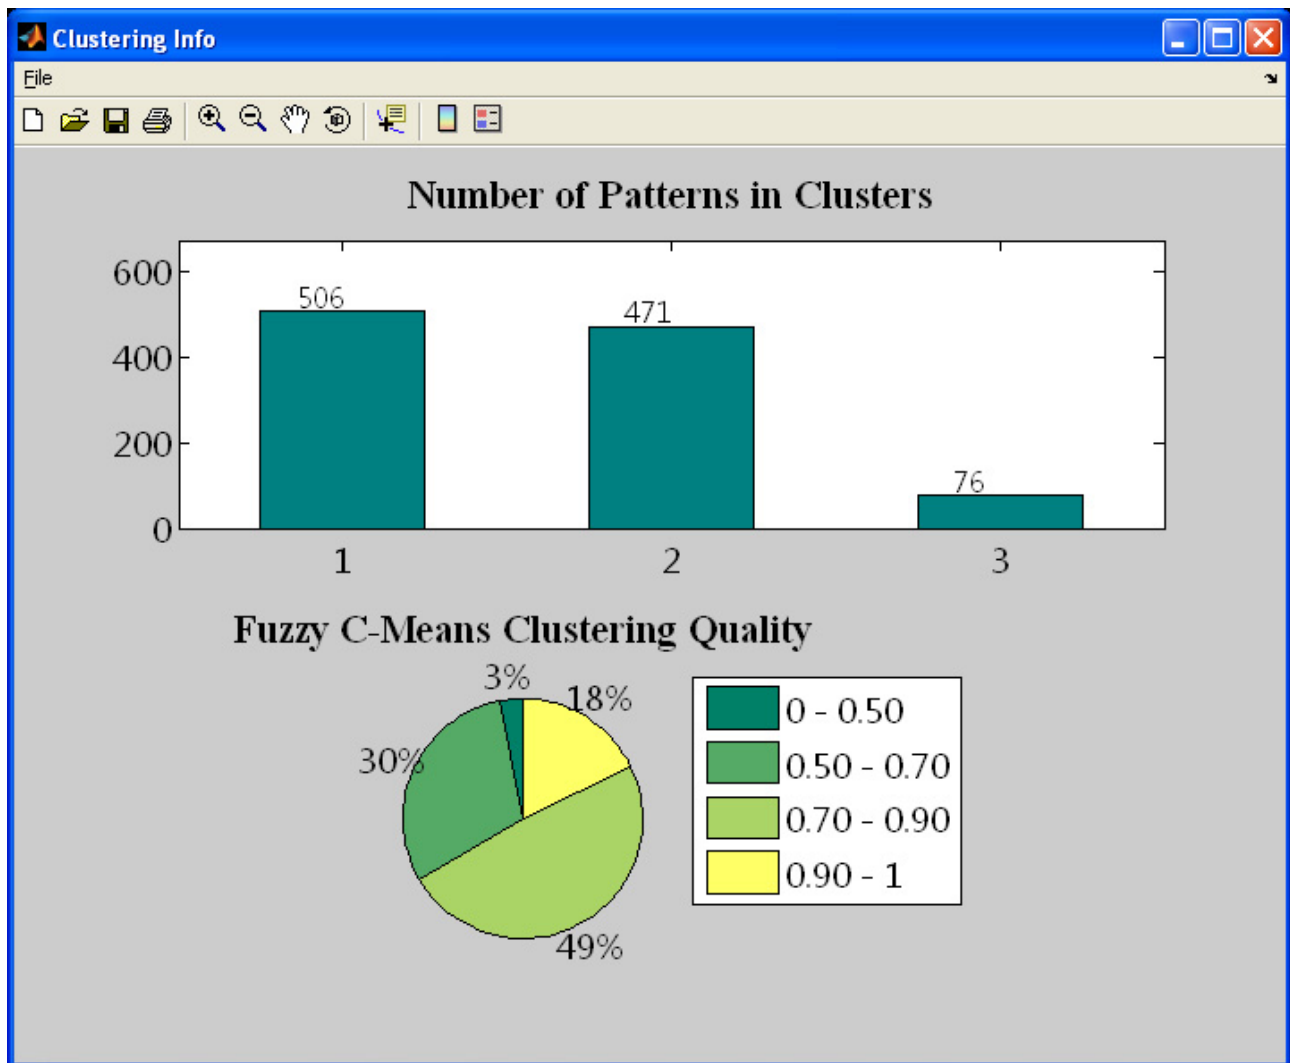 Clustering Info
File
Number of Patterns in Clusters
600
400
200
0
506
471
76
1
2
3
Fuzzy C-Means Clustering Quality
3%
18%
30%
49%
0 - 0.50
0.50 - 0.70
0.70 - 0.90
0.90 - 1